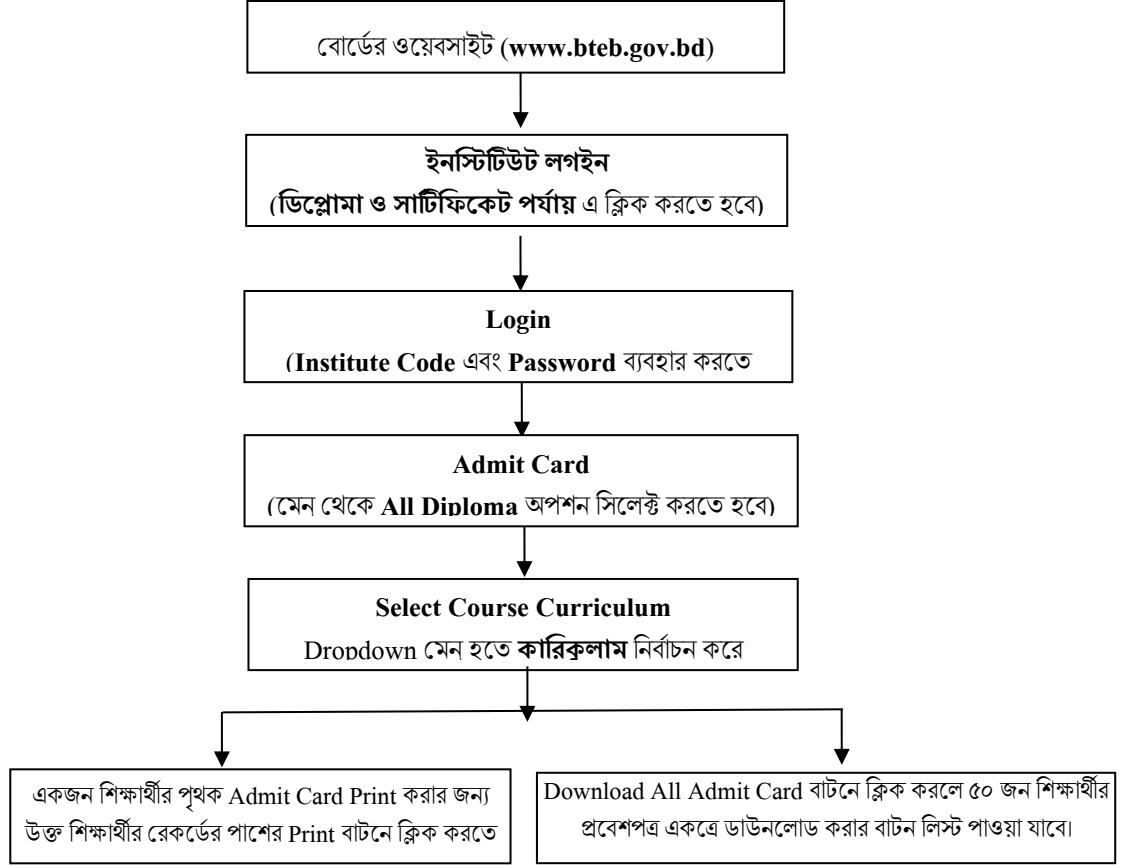 বোর্ডের ওয়েবসাইট (www.bteb.gov.bd)
ইনস্টিটিউট লগইন
(ডিপ্লোমা ও সার্টিফিকেট পর্যায় এ ক্লিক করতে হবে)
Login
(Institute Code এবং Password ব্যবহার করতে
Admit Card
(মেনু থেকে All Diploma অপশন সিলেক্ট করতে হবে)
Select Course Curriculum
Dropdown মেনু হতে কারিকুলাম নির্বাচন করে
একজন শিক্ষার্থীর পৃথক Admit Card Print করার জন্য
উক্ত শিক্ষার্থীর রেকর্ডের পাশের Print বাটনে ক্লিক করতে
Download All Admit Card বাটনে ক্লিক করলে ৫০ জন শিক্ষার্থীর
প্রবেশপত্র একত্রে ডাউনলোড করার বাটন লিস্ট পাওয়া যাবে।